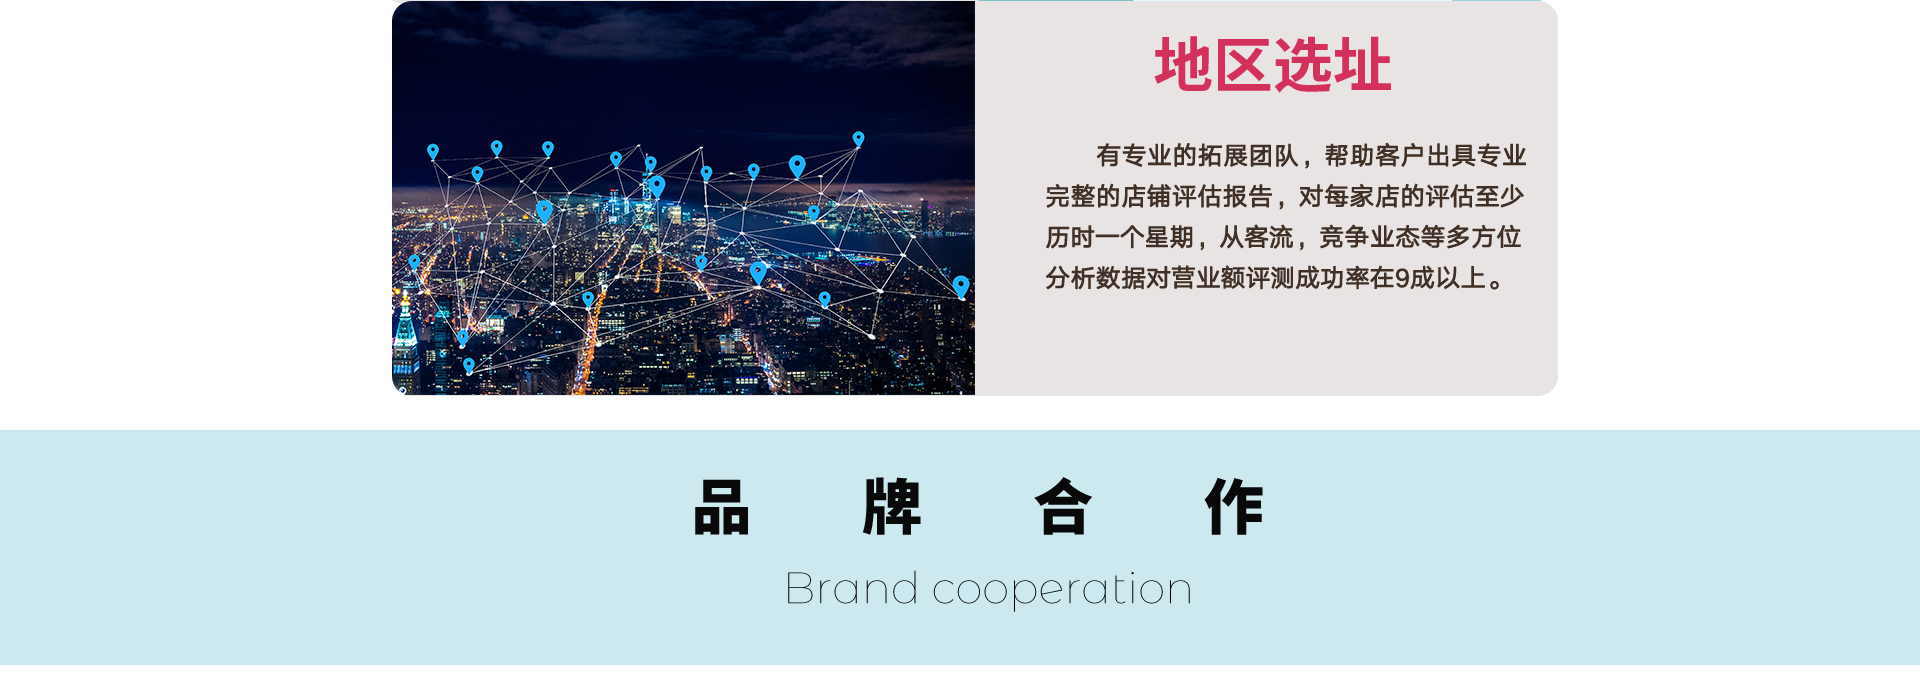 地区选址
有专业的拓展团队，帮助客户出具专业
完整的店铺评估报告，对每家店的评估至少
历时一个星期，从客流，竞争业态等多方位
分析数据对营业额评测成功率在9成以上。
品牌合作
Brand cooperation